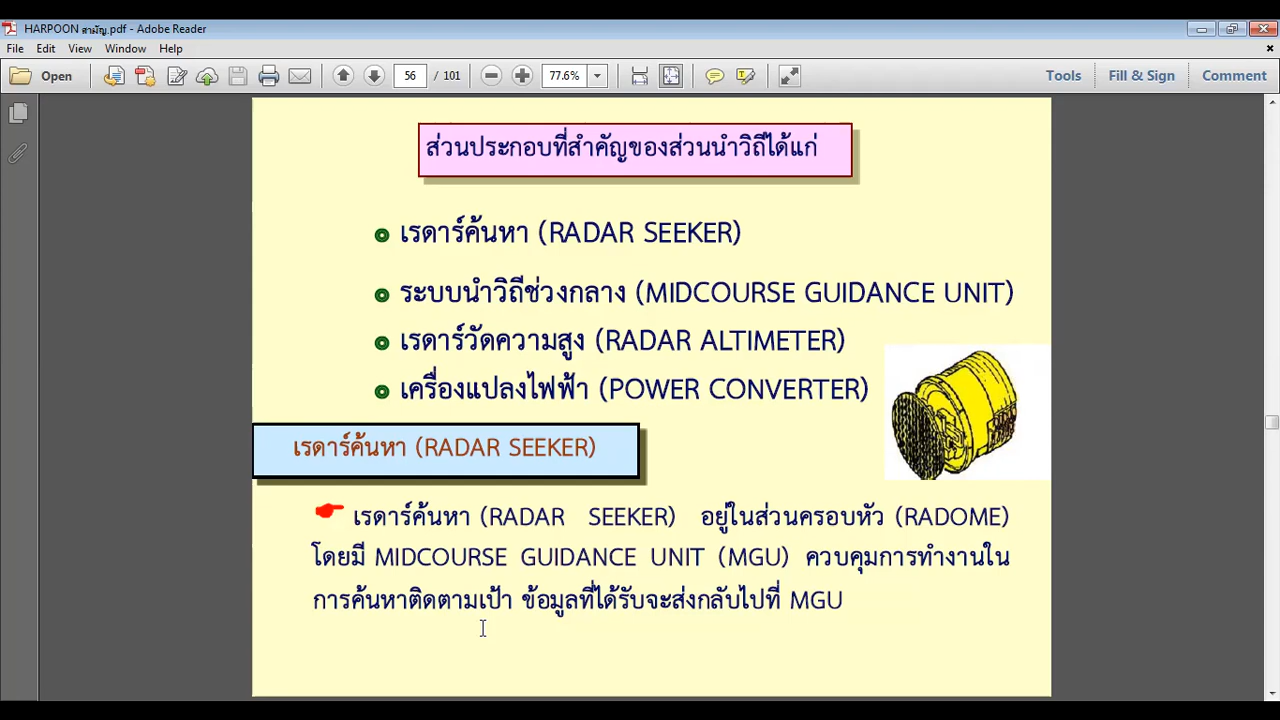 HARPOON สามัญ.pdf - Adobe Reader
File Edit View Window Help
Open 56 / 101 77.6% Tools Fill & Sign Comment
ส่วนประกอบที่สำคัญของส่วนนำวิถีได้แก่
เรดาร์ค้นหา (RADAR SEEKER)
ระบบนำวิถีช่วงกลาง (MIDCOURSE GUIDANCE UNIT)
เรดาร์วัดความสูง (RADAR ALTIMETER)
เครื่องแปลงไฟฟ้า (POWER CONVERTER)
เรดาร์ค้นหา (RADAR SEEKER)
เรดาร์ค้นหา (RADAR SEEKER) อยู่ในส่วนครอบหัว (RADOME)
โดยมี MIDCOURSE GUIDANCE UNIT (MGU) ควบคุมการทำงานใน
การค้นหาติดตามเป้า ข้อมูลที่ได้รับจะส่งกลับไปที่ MGU